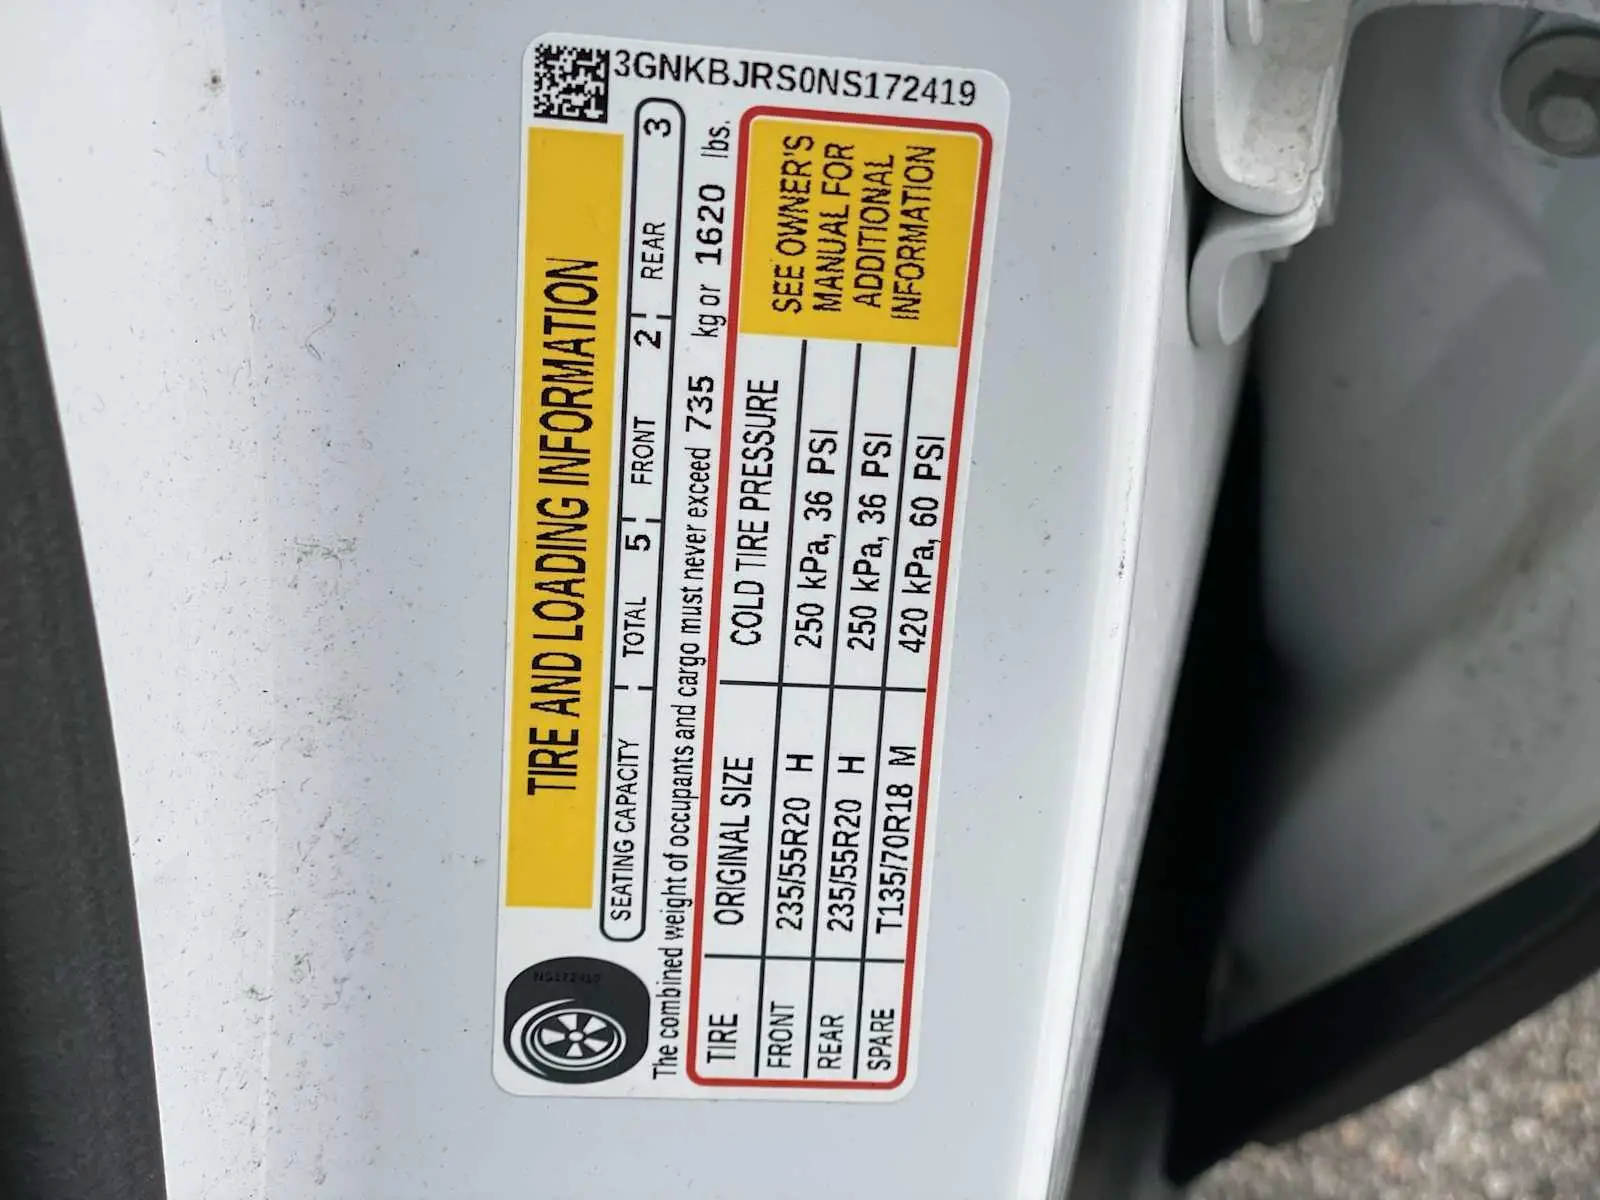 3GNKBJRS0NS172419
TIRE AND LOADING INFORMATION
SEATING CAPACITY TOTAL 5 FRONT 2 REAR 3
The combined weight of occupants and cargo must never exceed 735 kg or 1620 lbs.
TIRE ORIGINAL SIZE COLD TIRE PRESSURE
FRONT 235/55R20 H 250 kPa, 36 PSI
REAR 235/55R20 H 250 kPa, 36 PSI
SPARE T135/70R18 M 420 kPa, 60 PSI
SEE OWNER'S
MANUAL FOR
ADDITIONAL
INFORMATION
NS172419